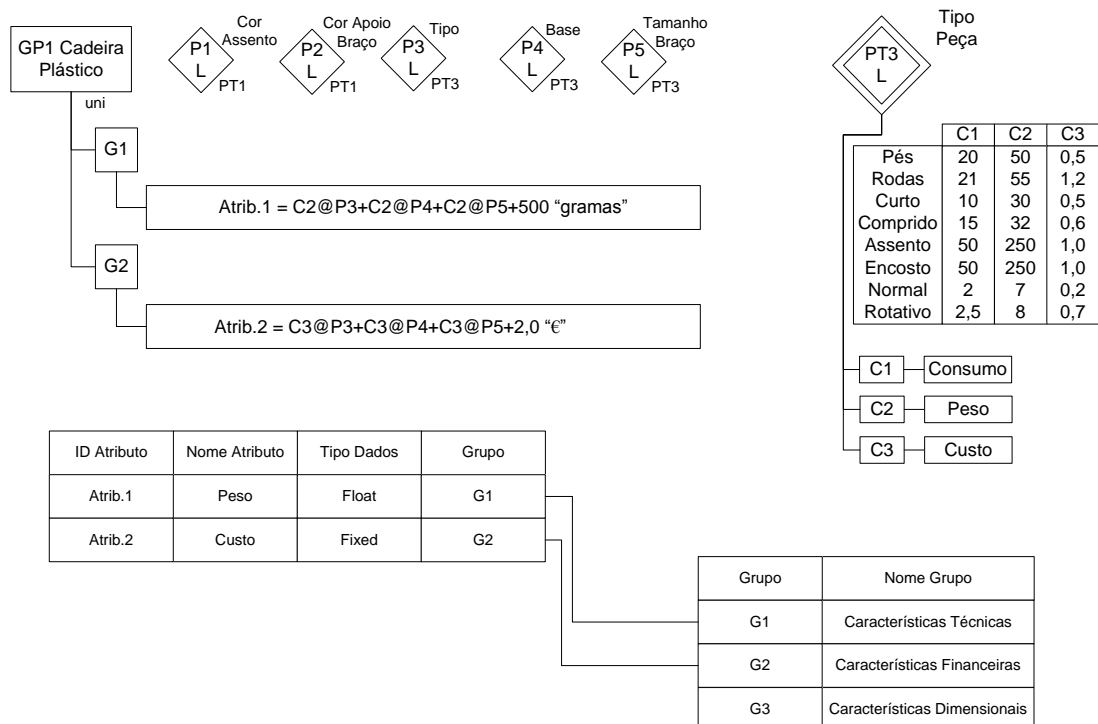 GP1 Cadeira
Plástico
uni
P1
L
Cor
Assento
PT1
P2
L
Cor Apoio
Braço
PT1
P3
L
Tipo
PT3
P4
L
Base
PT3
P5
L
Tamanho
Braço
PT3
PT3
L
Tipo
Peça
G1
Atrib.1 = C2@P3+C2@P4+C2@P5+500 “gramas”
G2
Atrib.2 = C3@P3+C3@P4+C3@P5+2,0 “€”
C1 C2 C3
Pés 20 50 0,5
Rodas 21 55 1,2
Curto 10 30 0,5
Comprido 15 32 0,6
Assento 50 250 1,0
Encosto 50 250 1,0
Normal 2 7 0,2
Rotativo 2,5 8 0,7
C1 Consumo
C2 Peso
C3 Custo
ID Atributo Nome Atributo Tipo Dados Grupo
Atrib.1 Peso Float G1
Atrib.2 Custo Fixed G2
Grupo Nome Grupo
G1 Características Técnicas
G2 Características Financeiras
G3 Características Dimensionais